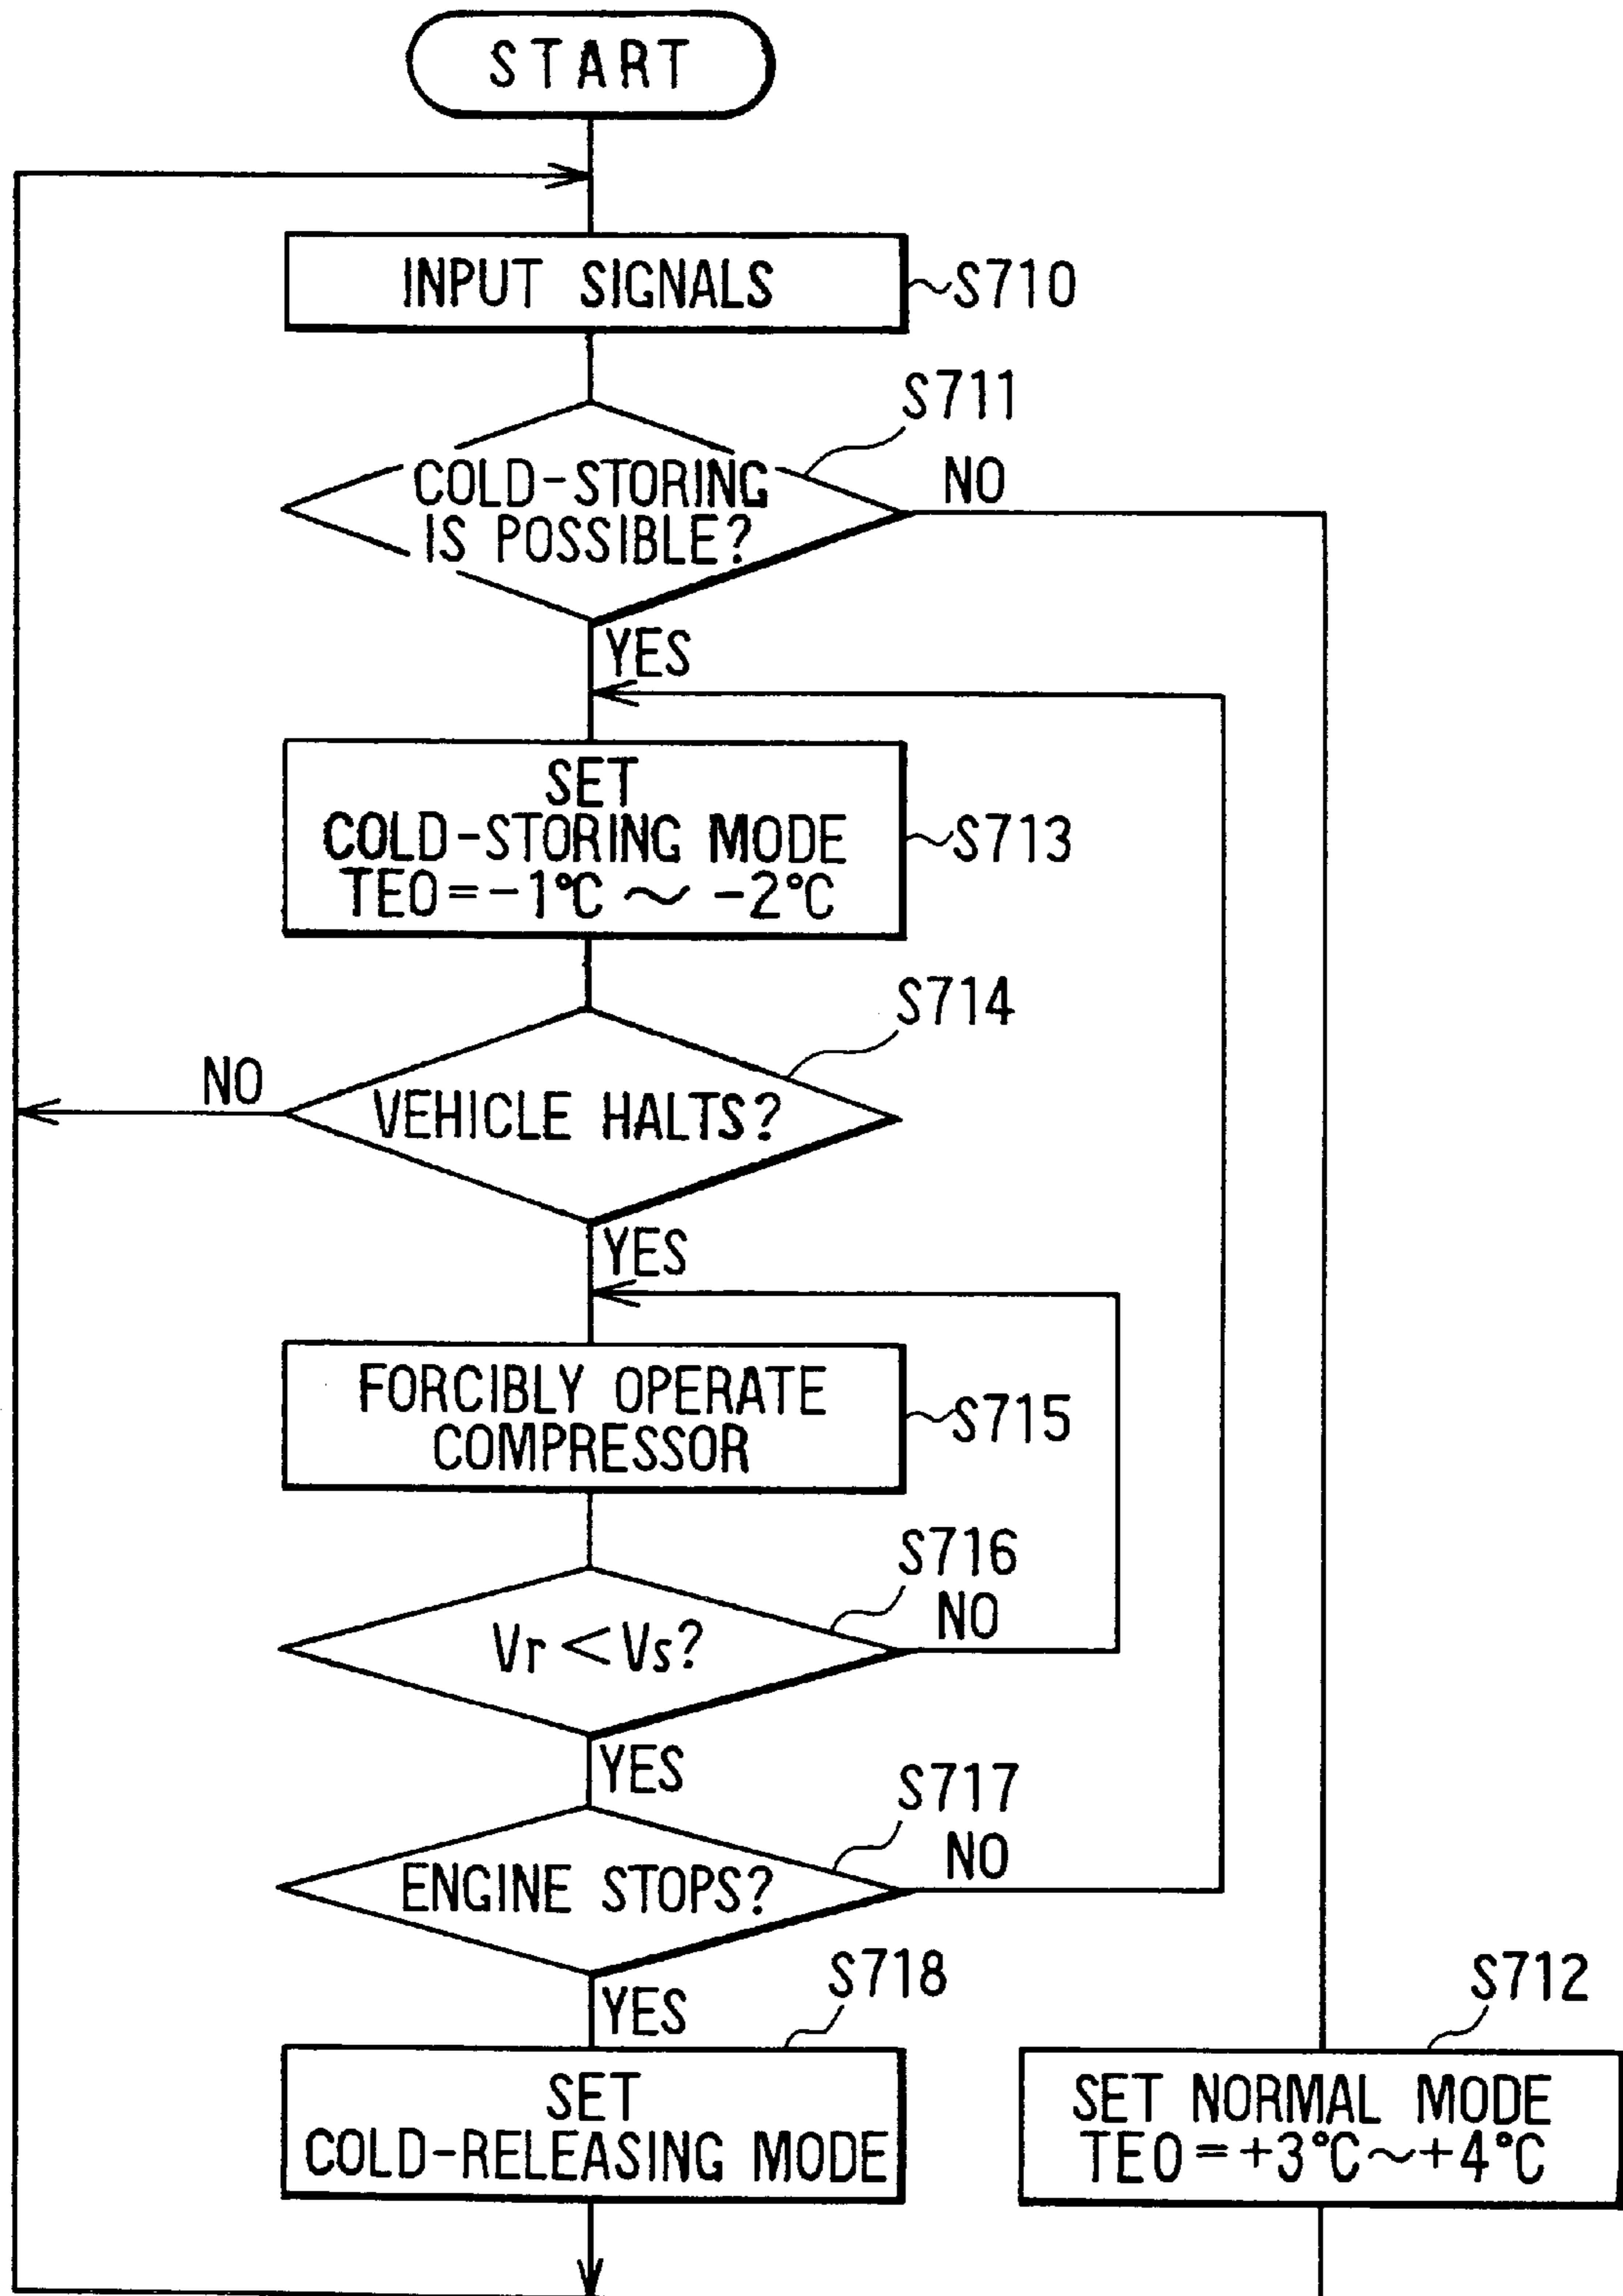 START
INPUT SIGNALS
S710
S711
COLD-STORING
IS POSSIBLE?
NO
YES
SET
COLD-STORING MODE
TEO=-1°C ~ -2°C
S713
S714
NO
VEHICLE HALTS?
YES
FORCIBLY OPERATE
COMPRESSOR
S715
S716
NO
Vr<Vs?
YES
S717
NO
ENGINE STOPS?
YES
S718
SET
COLD-RELEASING MODE
S712
SET NORMAL MODE
TEO=+3°C~+4°C